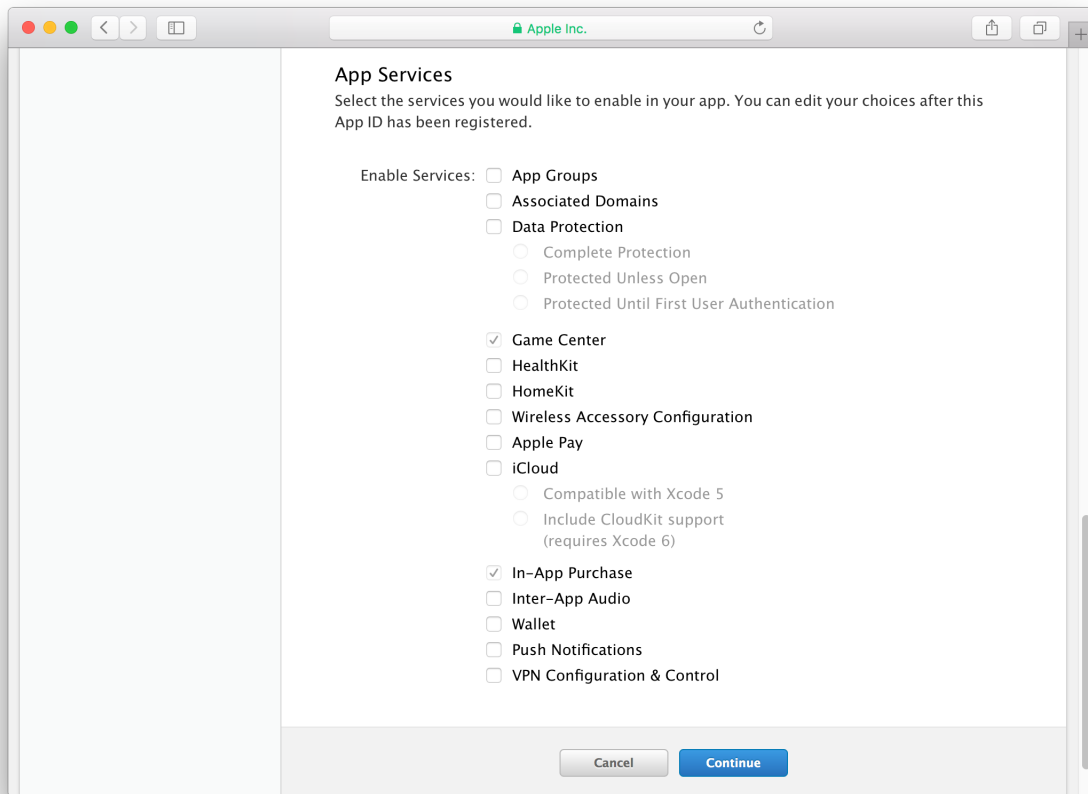 Apple Inc.
App Services
Select the services you would like to enable in your app. You can edit your choices after this
App ID has been registered.
Enable Services: App Groups
Associated Domains
Data Protection
Complete Protection
Protected Unless Open
Protected Until First User Authentication
Game Center
HealthKit
HomeKit
Wireless Accessory Configuration
Apple Pay
iCloud
Compatible with Xcode 5
Include CloudKit support
(requires Xcode 6)
In-App Purchase
Inter-App Audio
Wallet
Push Notifications
VPN Configuration & Control
Cancel Continue